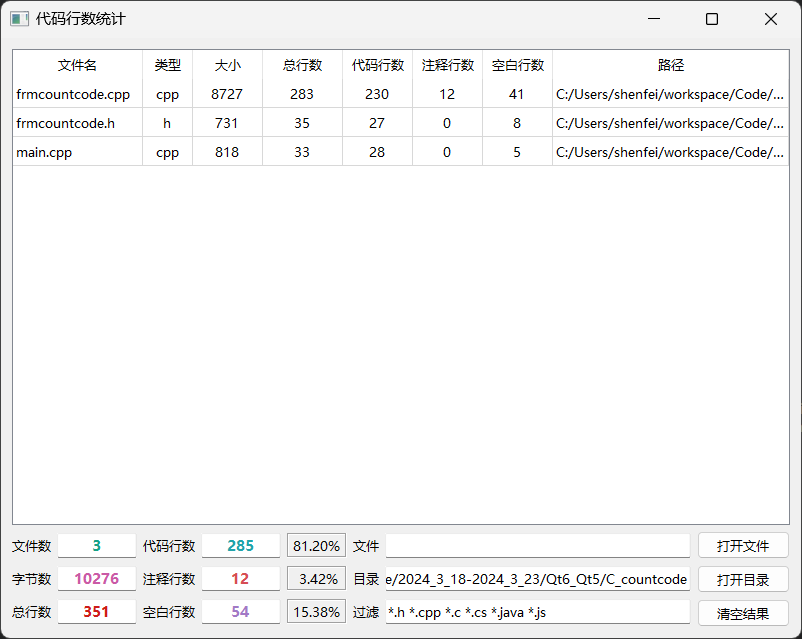 代码行数统计
文件名 类型 大小 总行数 代码行数 注释行数 空白行数 路径
frmcountcode.cpp cpp 8727 283 230 12 41 C:/Users/shenfei/workspace/Code/...
frmcountcode.h h 731 35 27 0 8 C:/Users/shenfei/workspace/Code/...
main.cpp cpp 818 33 28 0 5 C:/Users/shenfei/workspace/Code/...
文件数 3 代码行数 285 81.20% 文件 打开文件
字节数 10276 注释行数 12 3.42% 目录 e/2024_3_18-2024_3_23/Qt6_Qt5/C_countcode 打开目录
总行数 351 空白行数 54 15.38% 过滤 *.h *.cpp *.c *.cs *.java *.js 清空结果